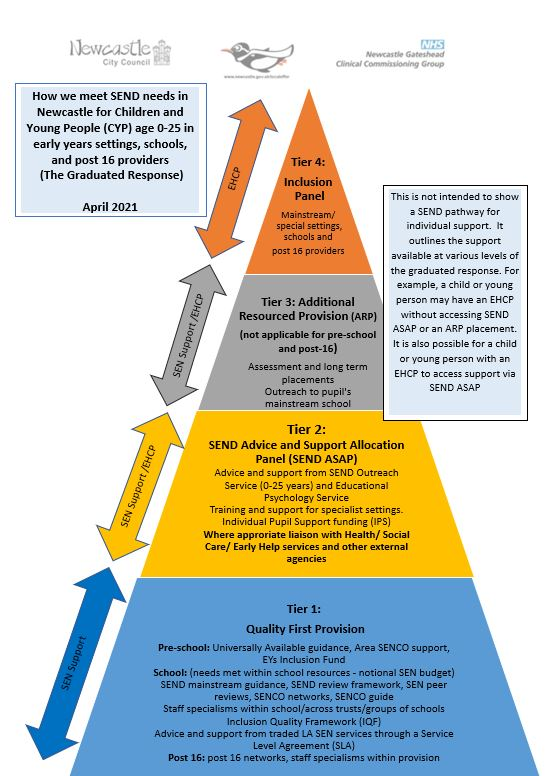 Newcastle
City Council
www.newcastle.gov.uk/localoffer
NHS
Newcastle Gateshead
Clinical Commissioning Group
How we meet SEND needs in
Newcastle for Children and
Young People (CYP) age 0-25 in
early years settings, schools,
and post 16 providers
(The Graduated Response)
April 2021
EHCP
Tier 4:
Inclusion
Panel
Mainstream/
special settings,
schools and
post 16 providers
This is not intended to show
a SEND pathway for
individual support. It
outlines the support
available at various levels of
the graduated response. For
example, a child or young
person may have an EHCP
without accessing SEND
ASAP or an ARP placement.
It is also possible for a child
or young person with an
EHCP to access support via
SEND ASAP
SEN Support /EHCP
Tier 3: Additional
Resourced Provision (ARP)
(not applicable for pre-school
and post-16)
Assessment and long term
placements
Outreach to pupil's
mainstream school
SEN Support /EHCP
Tier 2:
SEND Advice and Support Allocation
Panel (SEND ASAP)
Advice and support from SEND Outreach
Service (0-25 years) and Educational
Psychology Service
Training and support for specialist settings.
Individual Pupil Support funding (IPS)
Where approriate liaison with Health/ Social
Care/ Early Help services and other external
agencies
SEN Support
Tier 1:
Quality First Provision
Pre-school: Universally Available guidance, Area SENCO support,
EYs Inclusion Fund
School: (needs met within school resources - notional SEN budget)
SEND mainstream guidance, SEND review framework, SEN peer
reviews, SENCO networks, SENCO guide
Staff specialisms within school/across trusts/groups of schools
Inclusion Quality Framework (IQF)
Advice and support from traded LA SEN services through a Service
Level Agreement (SLA)
Post 16: post 16 networks, staff specialisms within provision